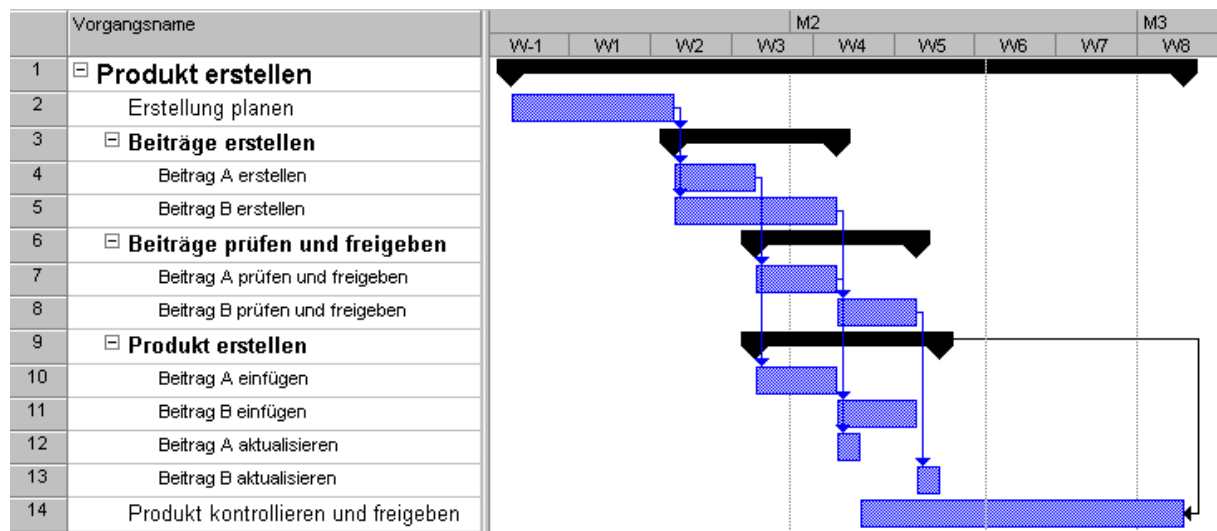 Vorgangsname
M2 M3
W-1 W1 W2 W3 W4 W5 W6 W7 W8
1 Produkt erstellen
2 Erstellung planen
3 Beiträge erstellen
4 Beitrag A erstellen
5 Beitrag B erstellen
6 Beiträge prüfen und freigeben
7 Beitrag A prüfen und freigeben
8 Beitrag B prüfen und freigeben
9 Produkt erstellen
10 Beitrag A einfügen
11 Beitrag B einfügen
12 Beitrag A aktualisieren
13 Beitrag B aktualisieren
14 Produkt kontrollieren und freigeben